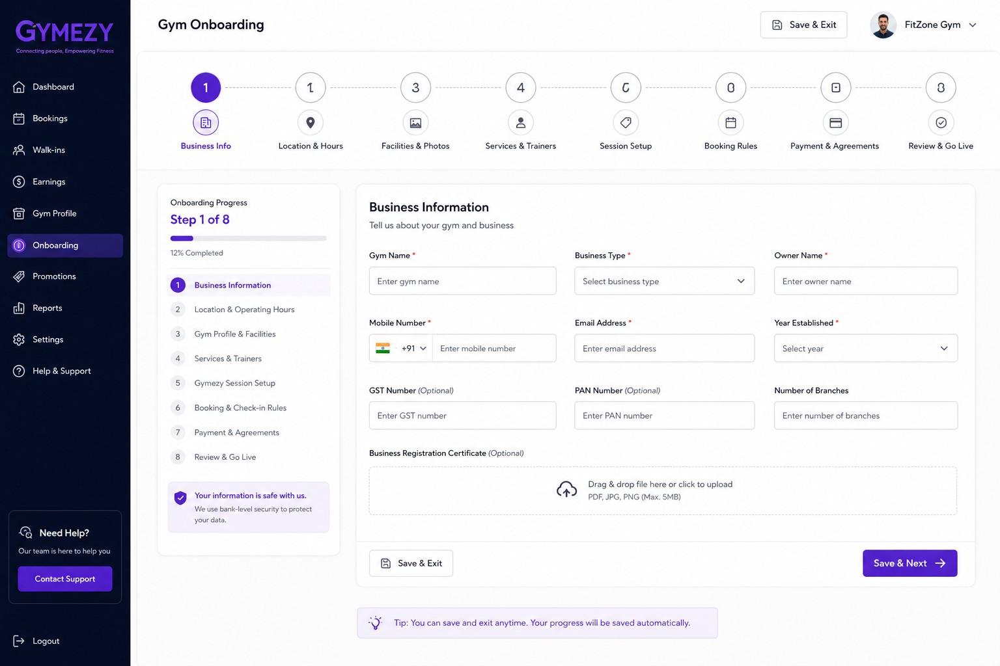 GYMEZY
Connecting people, Empowering Fitness
Dashboard
Bookings
Walk-ins
Earnings
Gym Profile
Onboarding
Promotions
Reports
Settings
Help & Support
Need Help?
Our team is here to help you
Contact Support
Logout
Gym Onboarding
Save & Exit
FitZone Gym
1
3
4
8
Business Info
Location & Hours
Facilities & Photos
Services & Trainers
Session Setup
Booking Rules
Payment & Agreements
Review & Go Live
Onboarding Progress
Step 1 of 8
12% Completed
1 Business Information
2 Location & Operating Hours
3 Gym Profile & Facilities
4 Services & Trainers
5 Gymezy Session Setup
6 Booking & Check-in Rules
7 Payment & Agreements
8 Review & Go Live
Your information is safe with us.
We use bank-level security to protect
your data.
Business Information
Tell us about your gym and business
Gym Name *
Enter gym name
Business Type *
Select business type
Owner Name *
Enter owner name
Mobile Number *
+91 Enter mobile number
Email Address *
Enter email address
Year Established *
Select year
GST Number (Optional)
Enter GST number
PAN Number (Optional)
Enter PAN number
Number of Branches
Enter number of branches
Business Registration Certificate (Optional)
Drag & drop file here or click to upload
PDF, JPG, PNG (Max. 5MB)
Save & Exit
Save & Next
Tip: You can save and exit anytime. Your progress will be saved automatically.